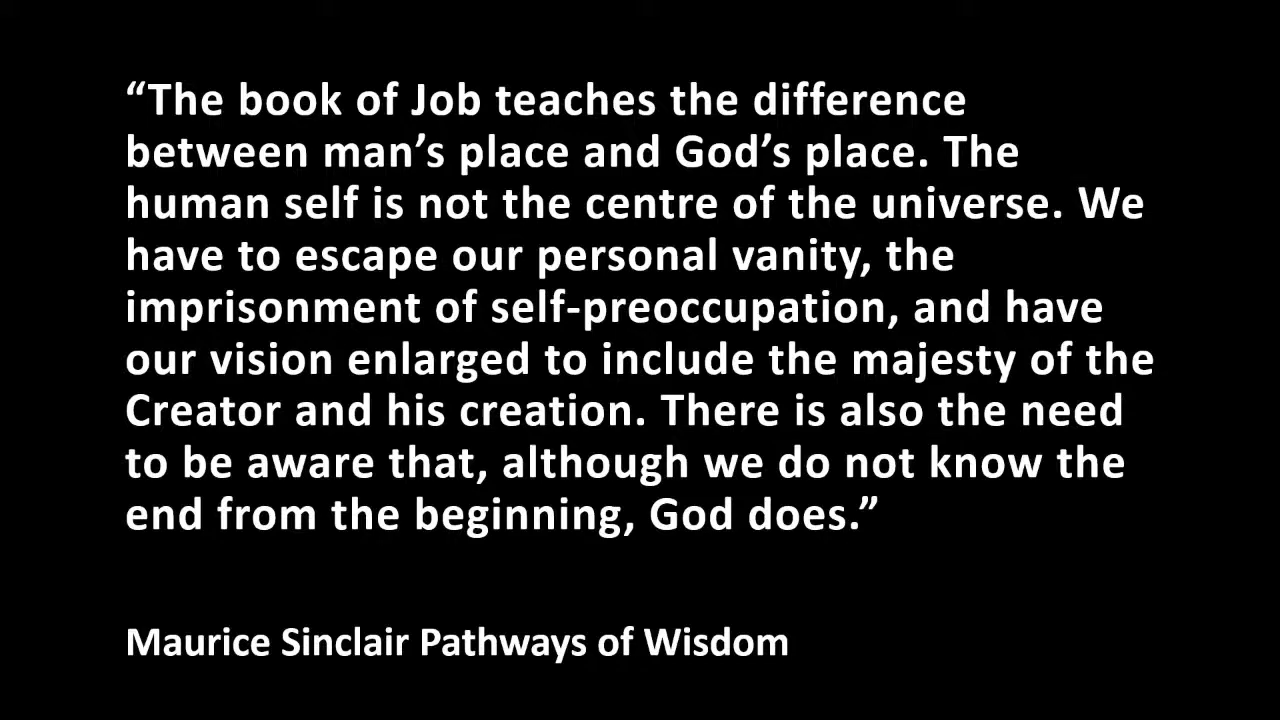 “The book of Job teaches the difference
between man’s place and God’s place. The
human self is not the centre of the universe. We
have to escape our personal vanity, the
imprisonment of self-preoccupation, and have
our vision enlarged to include the majesty of the
Creator and his creation. There is also the need
to be aware that, although we do not know the
end from the beginning, God does.”
Maurice Sinclair Pathways of Wisdom